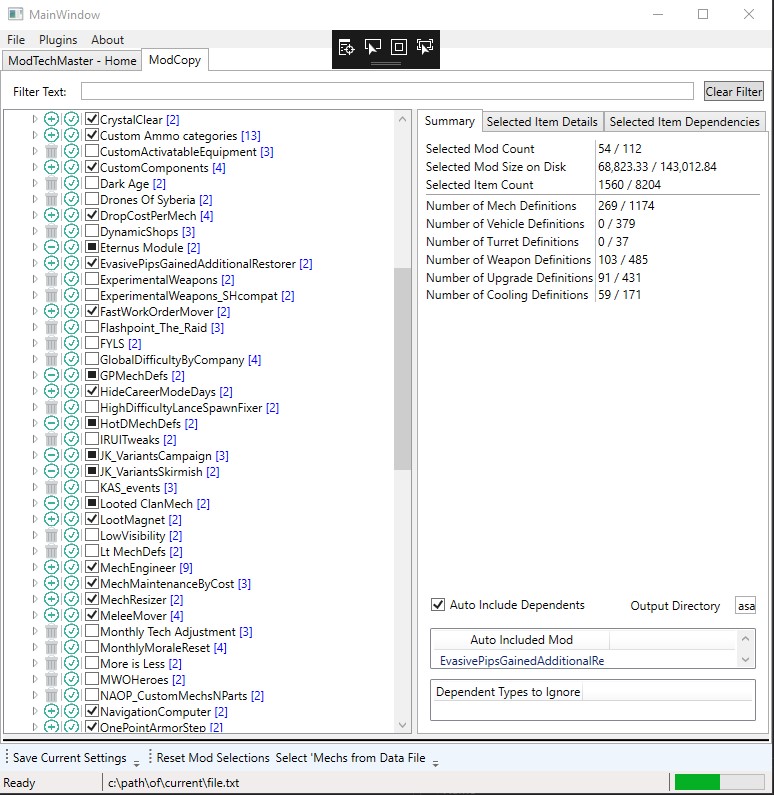 MainWindow
File Plugins About
ModTechMaster - Home ModCopy
Filter Text: Clear Filter
CrystalClear [2]
Custom Ammo categories [13]
CustomActivatableEquipment [3]
CustomComponents [4]
Dark Age [2]
Drones Of Syberia [2]
DropCostPerMech [4]
DynamicShops [3]
Eternus Module [2]
EvasivePipsGainedAdditionalRestorer [2]
ExperimentalWeapons [2]
ExperimentalWeapons_SHcompat [2]
FastWorkOrderMover [2]
Flashpoint_The_Raid [3]
FYLS [2]
GlobalDifficultyByCompany [4]
GPMechDefs [2]
HideCareerModeDays [2]
HighDifficultyLanceSpawnFixer [2]
HotDMechDefs [2]
IRUITweaks [2]
JK_VariantsCampaign [3]
JK_VariantsSkirmish [2]
KAS_events [3]
Looted ClanMech [2]
LootMagnet [2]
LowVisibility [2]
Lt MechDefs [2]
MechEngineer [9]
MechMaintenanceByCost [3]
MechResizer [2]
MeleeMover [4]
Monthly Tech Adjustment [3]
MonthlyMoraleReset [4]
More is Less [2]
MWOHeroes [2]
NAOP_CustomMechsNParts [2]
NavigationComputer [2]
OnePointArmorStep [2]
Summary Selected Item Details Selected Item Dependencies
Selected Mod Count 54 / 112
Selected Mod Size on Disk 68,823.33 / 143,012.84
Selected Item Count 1560 / 8204
Number of Mech Definitions 269 / 1174
Number of Vehicle Definitions 0 / 379
Number of Turret Definitions 0 / 37
Number of Weapon Definitions 103 / 485
Number of Upgrade Definitions 91 / 431
Number of Cooling Definitions 59 / 171
Auto Include Dependents Output Directory asa
Auto Included Mod
EvasivePipsGainedAdditionalRe
Dependent Types to Ignore
Save Current Settings Reset Mod Selections Select 'Mechs from Data File
Ready c:\path\of\current\file.txt